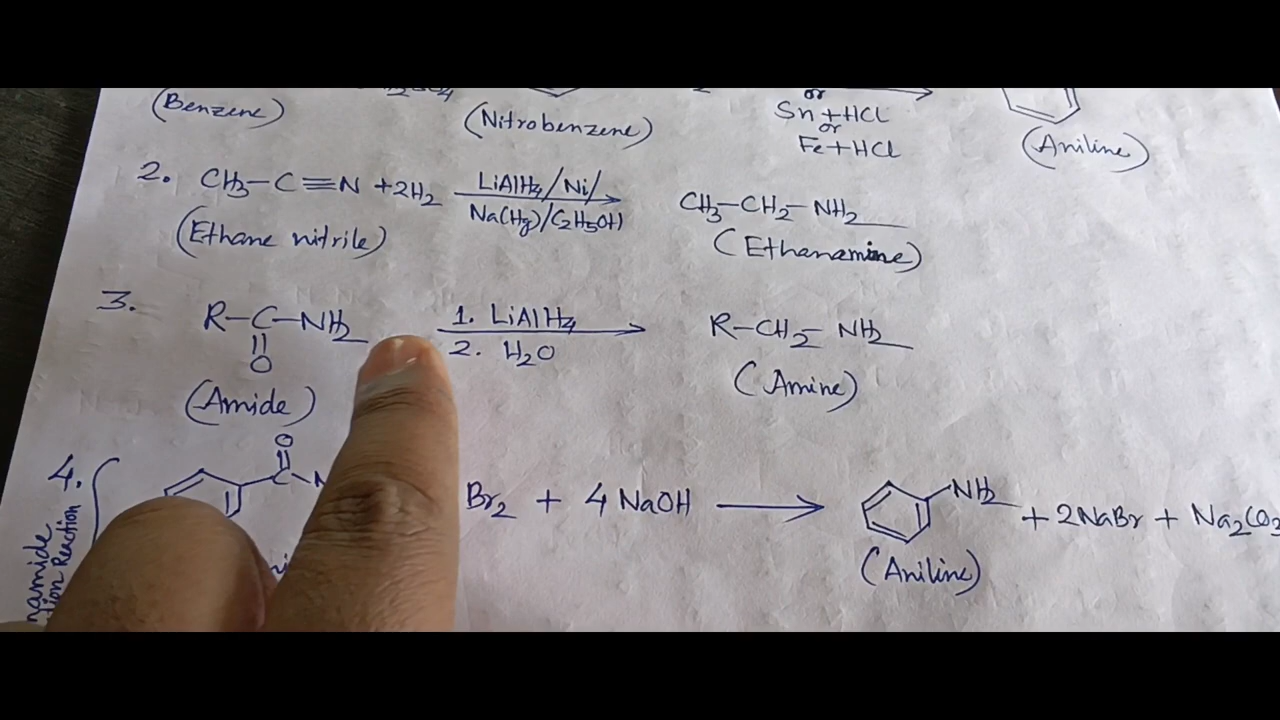 or
(Benzene) (Nitrobenzene) Sn+HCl (Aniline)
or
Fe+HCl
2. CH3-C≡N +2H2 LiAlH4/Ni/ CH3-CH2-NH2
Na(Hg)/C2H5OH
(Ethane nitrile) (Ethanamine)
3. R-C-NH2 1. LiAlH4 R-CH2-NH2
|| 2. H2O
O
(Amide) (Amine)
O
||
4. C-N Br2 + 4 NaOH → NH2 + 2NaBr + Na2CO3
(Aniline)
Reaction